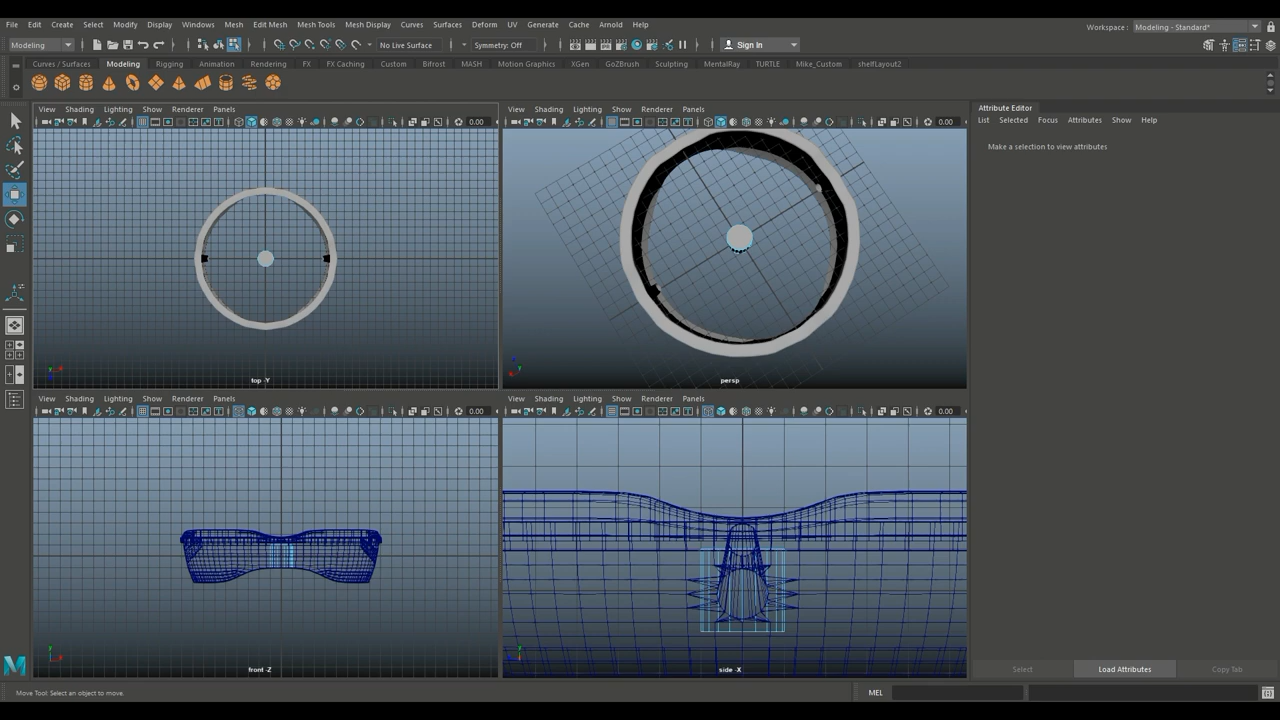 File Edit Create Select Modify Display Windows Mesh Edit Mesh Mesh Tools Mesh Display Curves Surfaces Deform UV Generate Cache Arnold Help
Workspace : Modeling - Standard*
Modeling No Live Surface Symmetry: Off Sign In
Curves / Surfaces Modeling Rigging Animation Rendering FX FX Caching Custom Bifrost MASH Motion Graphics XGen GoZBrush Sculpting MentalRay TURTLE Mike_Custom shelfLayout2
View Shading Lighting Show Renderer Panels
0.00
top -Y
View Shading Lighting Show Renderer Panels
0.00
persp
Attribute Editor
List Selected Focus Attributes Show Help
Make a selection to view attributes
View Shading Lighting Show Renderer Panels
0.00
front -Z
View Shading Lighting Show Renderer Panels
0.00
side -X
Select Load Attributes Copy Tab
Move Tool: Select an object to move.
MEL